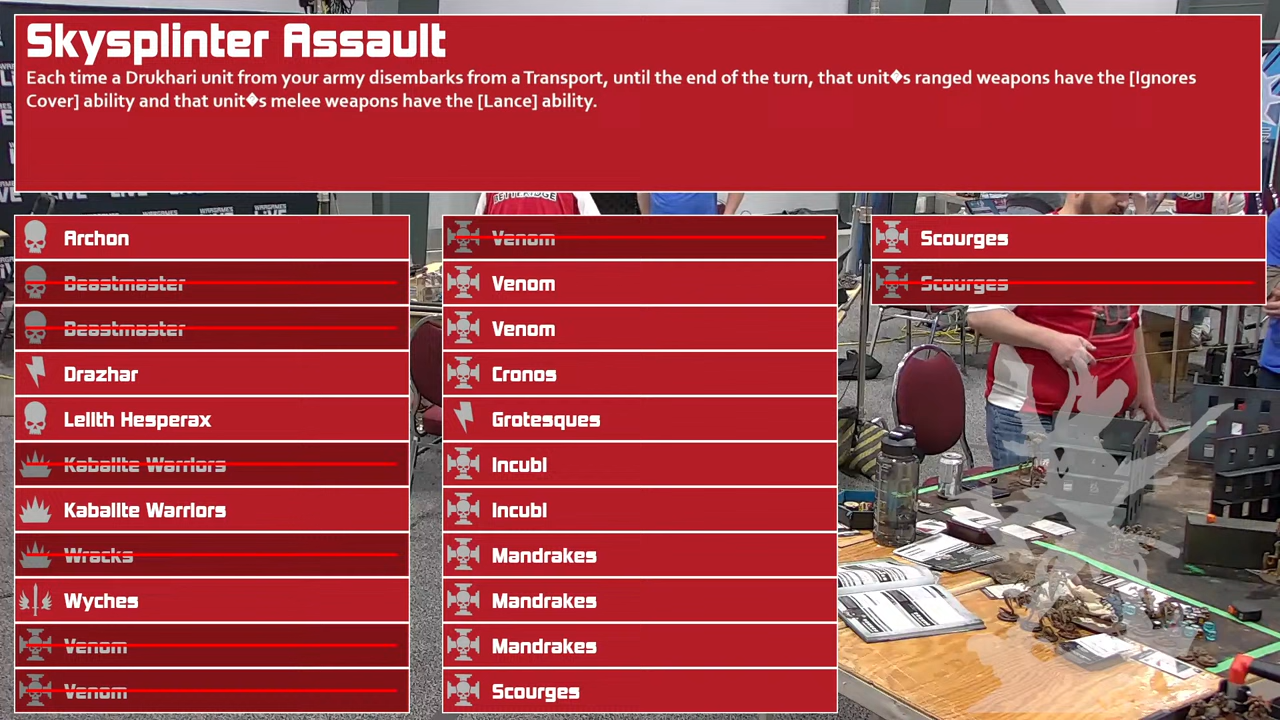 Skysplinter Assault
Each time a Drukhari unit from your army disembarks from a Transport, until the end of the turn, that unit�s ranged weapons have the [Ignores
Cover] ability and that unit�s melee weapons have the [Lance] ability.
BETTERIDGE
Archon
Beastmaster
Beastmaster
Drazhar
Lelith Hesperax
Kabalite Warriors
Kabalite Warriors
Wracks
Wyches
Venom
Venom
Venom
Venom
Venom
Cronos
Grotesques
Incubi
Incubi
Mandrakes
Mandrakes
Mandrakes
Scourges
Scourges
Scourges